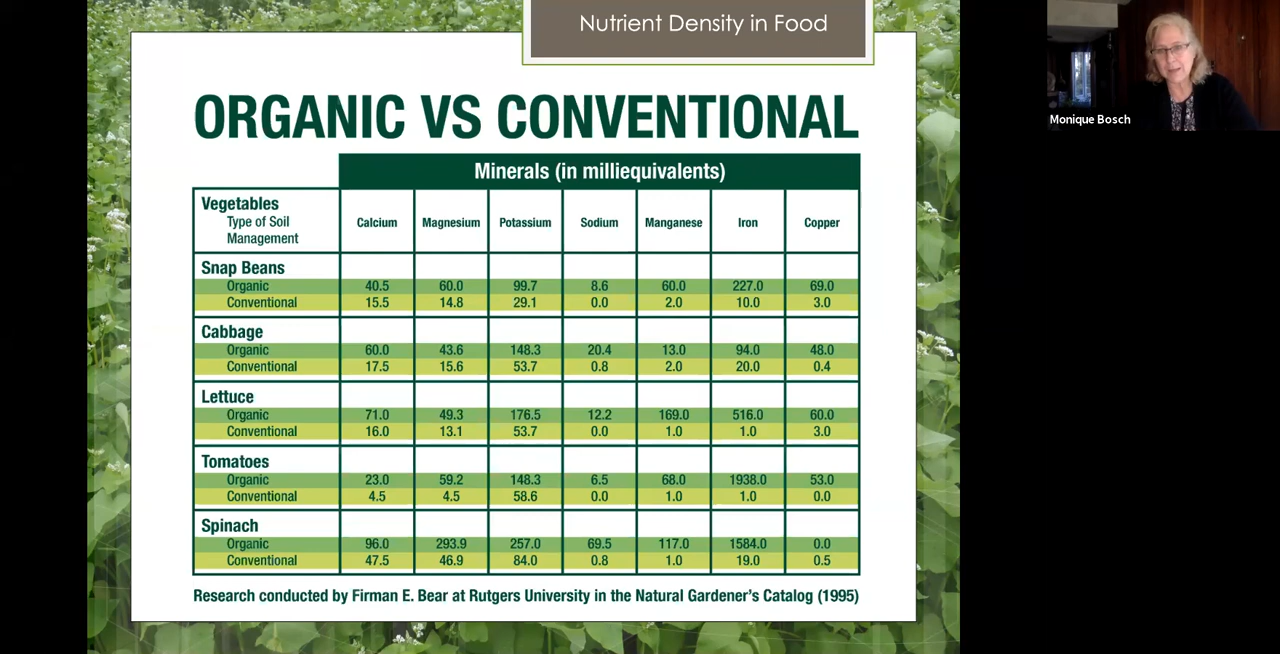 Nutrient Density in Food
Monique Bosch
ORGANIC VS CONVENTIONAL
Minerals (in milliequivalents)
Vegetables
Type of Soil
Management
Calcium Magnesium Potassium Sodium Manganese Iron Copper
Snap Beans
Organic 40.5 60.0 99.7 8.6 60.0 227.0 69.0
Conventional 15.5 14.8 29.1 0.0 2.0 10.0 3.0
Cabbage
Organic 60.0 43.6 148.3 20.4 13.0 94.0 48.0
Conventional 17.5 15.6 53.7 0.8 2.0 20.0 0.4
Lettuce
Organic 71.0 49.3 176.5 12.2 169.0 516.0 60.0
Conventional 16.0 13.1 53.7 0.0 1.0 1.0 3.0
Tomatoes
Organic 23.0 59.2 148.3 6.5 68.0 1938.0 53.0
Conventional 4.5 4.5 58.6 0.0 1.0 1.0 0.0
Spinach
Organic 96.0 293.9 257.0 69.5 117.0 1584.0 0.0
Conventional 47.5 46.9 84.0 0.8 1.0 19.0 0.5
Research conducted by Firman E. Bear at Rutgers University in the Natural Gardener's Catalog (1995)